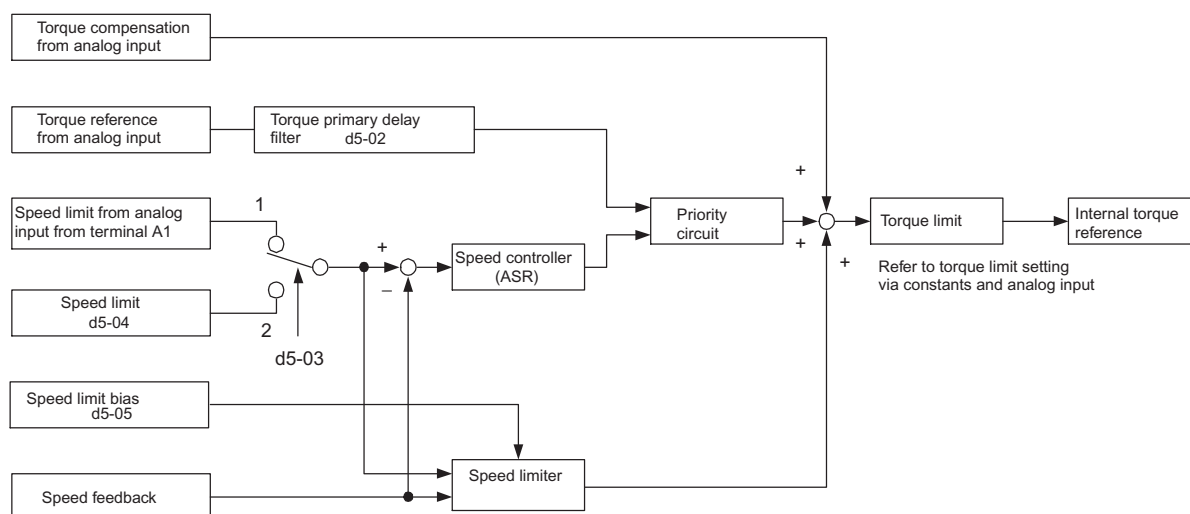 Torque compensation
from analog input
Torque reference
from analog input
Torque primary delay
filter d5-02
Speed limit from analog
input from terminal A1
1
Speed limit
d5-04
2
d5-03
+
−
Speed controller
(ASR)
Priority
circuit
+
+
+
Torque limit
Internal torque
reference
Refer to torque limit setting
via constants and analog input
Speed limit bias
d5-05
Speed feedback
Speed limiter